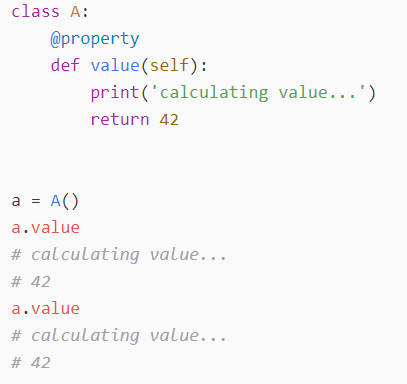 class A:
    @property
    def value(self):
        print('calculating value...')
        return 42
a = A()
a.value
# calculating value...
# 42
a.value
# calculating value...
# 42